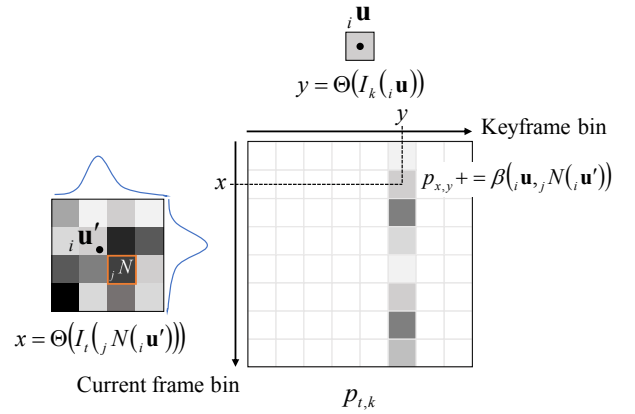 ᵢu
y = Θ(Iₖ(ᵢu))
y
Keyframe bin
x
pₓ,ᵧ += β(ᵢu, ⱼN(ᵢu′))
ᵢu′
ⱼN
x = Θ(Iₜ(ⱼN(ᵢu′)))
Current frame bin
pₜ,ₖ